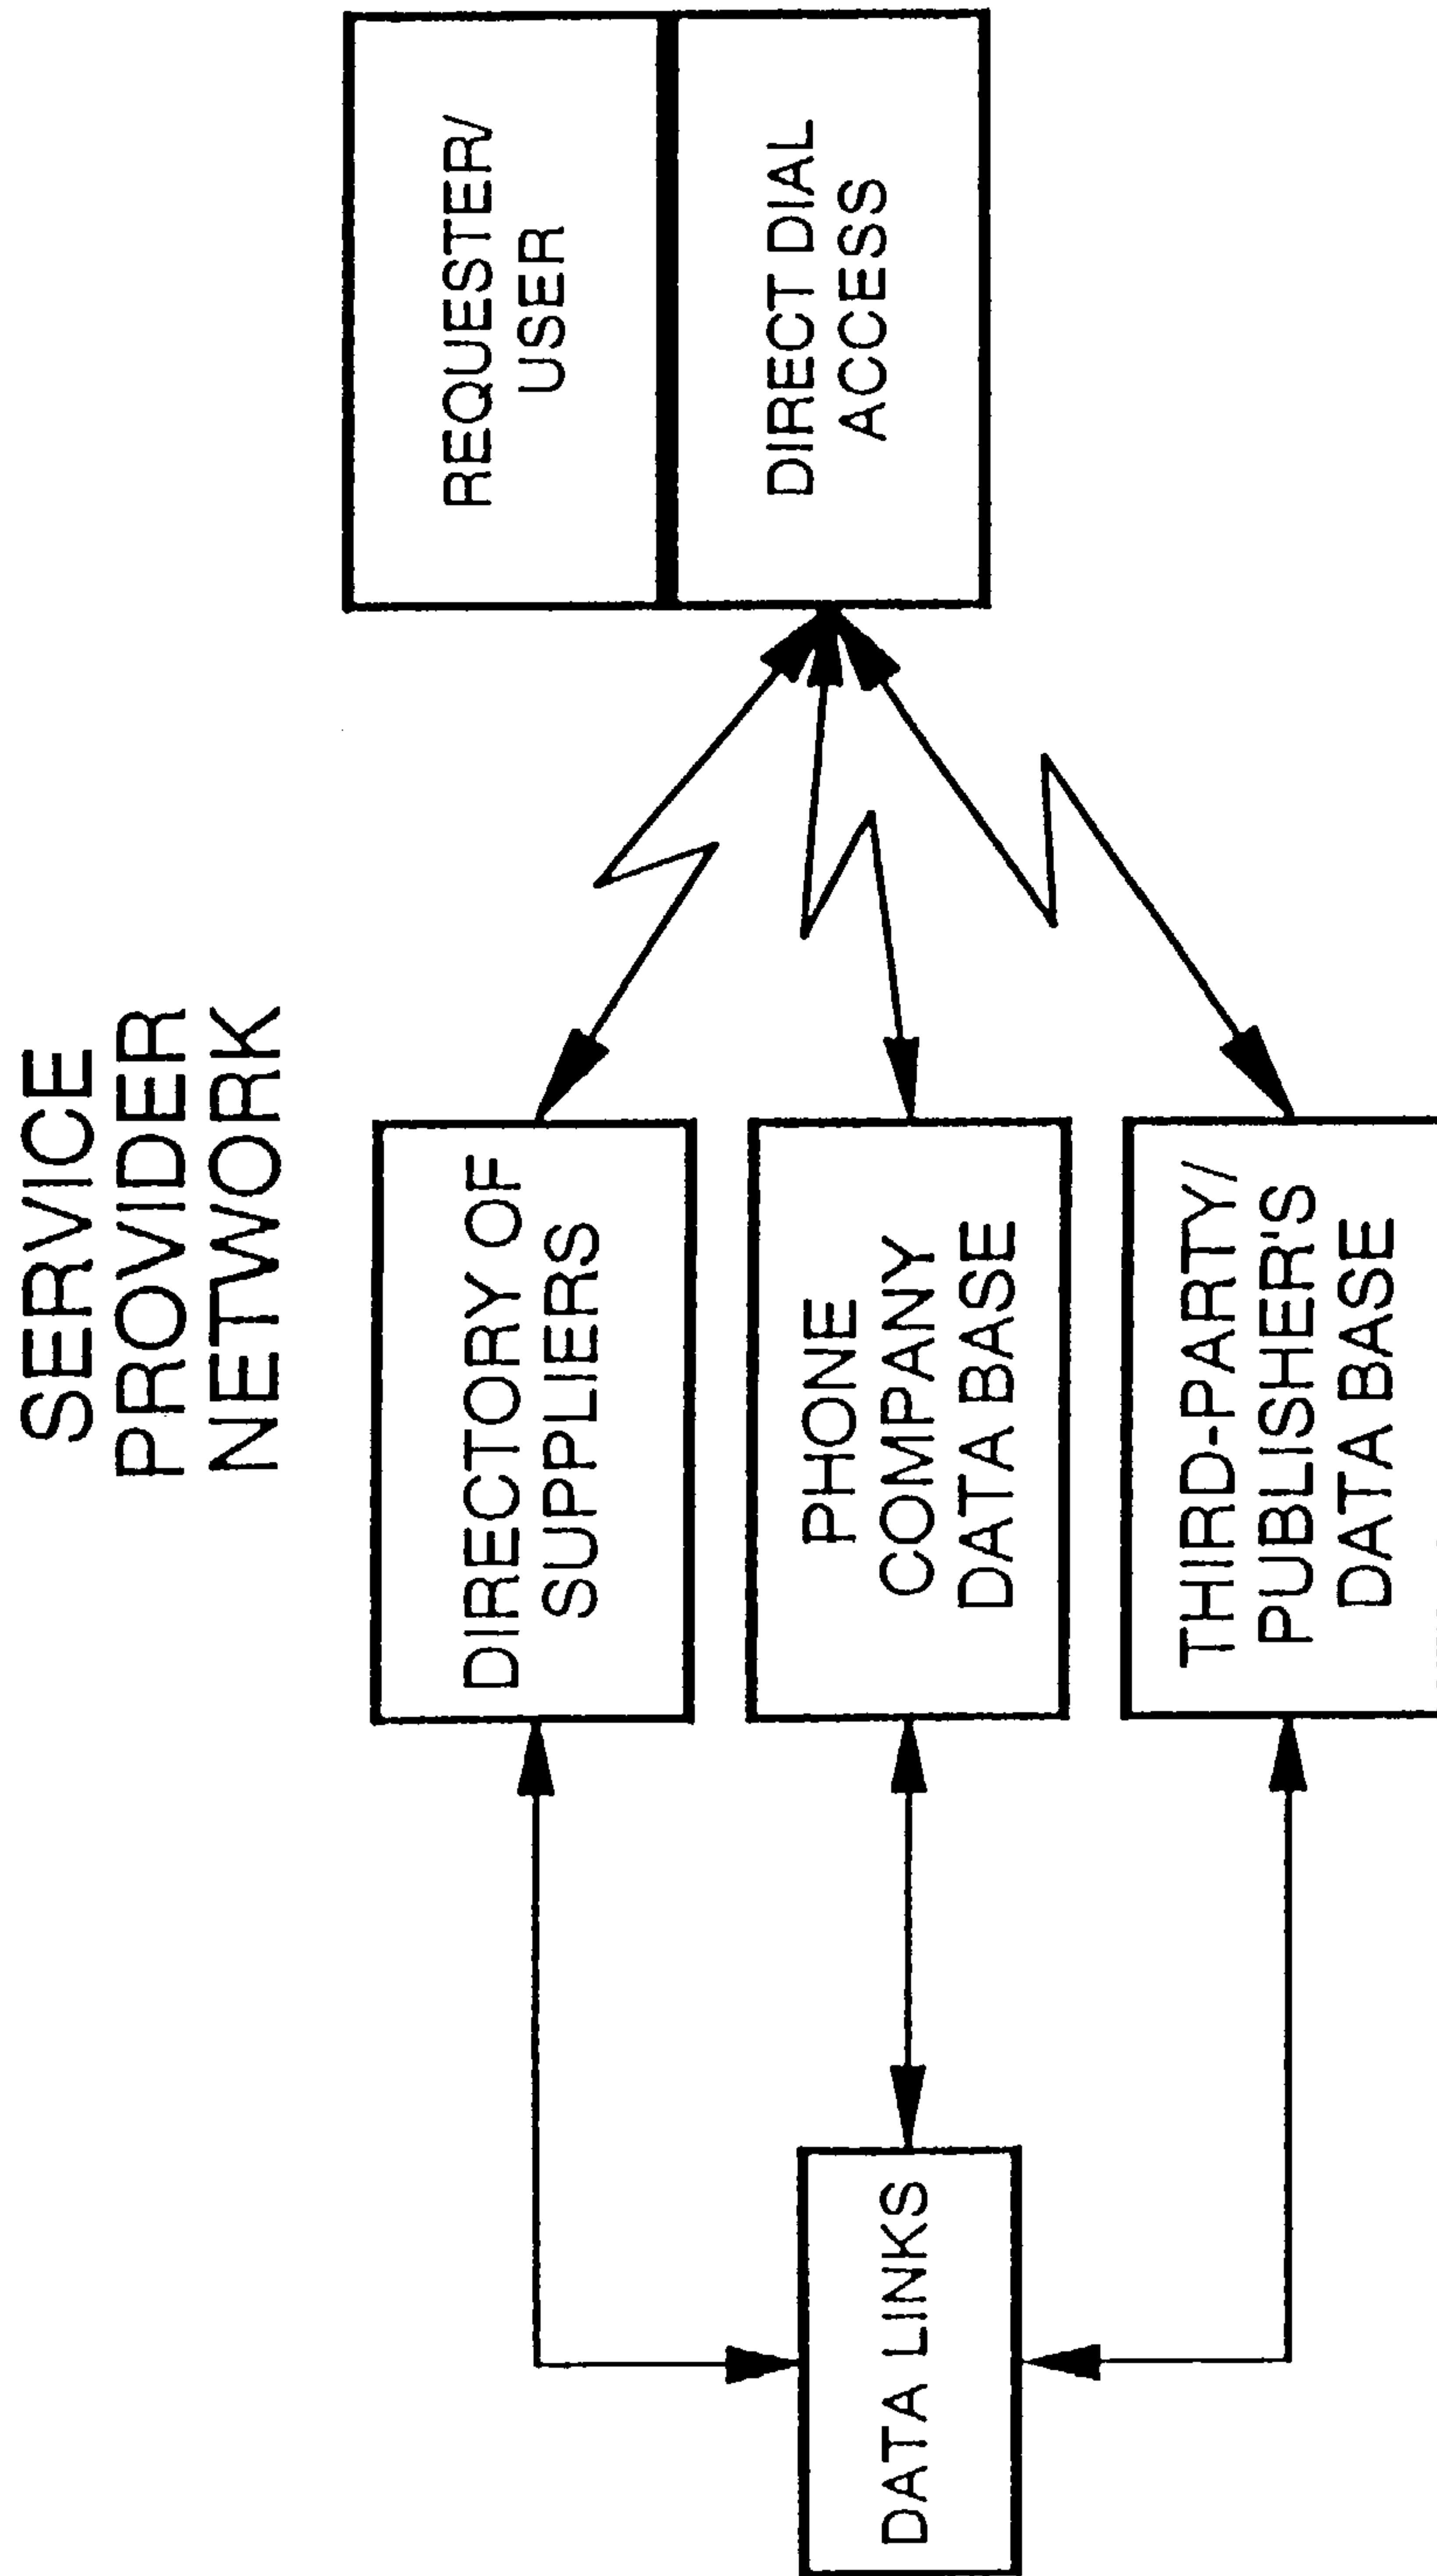 SERVICE
PROVIDER
NETWORK
DATA LINKS
DIRECTORY OF
SUPPLIERS
PHONE
COMPANY
DATA BASE
THIRD-PARTY/
PUBLISHER'S
DATA BASE
REQUESTER/
USER
DIRECT DIAL
ACCESS